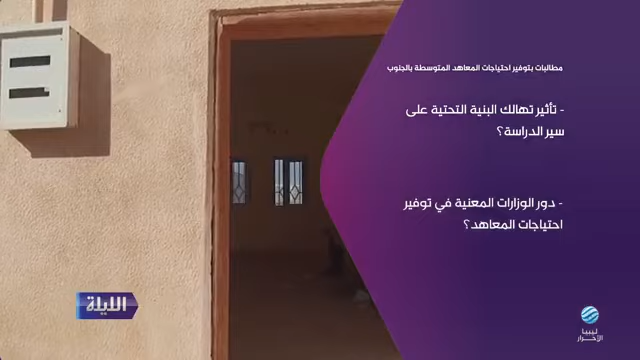 مطالبات بتوفير احتياجات المعاهد المتوسطة بالجنوب
- تأثير تهالك البنية التحتية على
سير الدراسة؟
- دور الوزارات المعنية في توفير
احتياجات المعاهد؟
الليلة
ليبيا
الأحرار